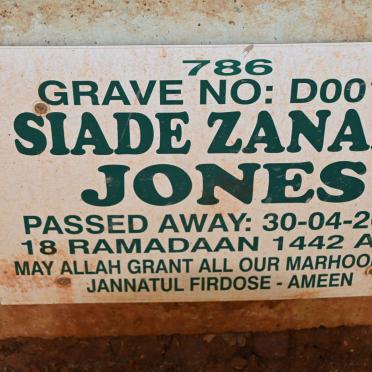 786
GRAVE NO: D00
SIADE ZANA
JONES
PASSED AWAY: 30-04-2
18 RAMADAAN 1442 A
MAY ALLAH GRANT ALL OUR MARHOO
JANNATUL FIRDOSE - AMEEN